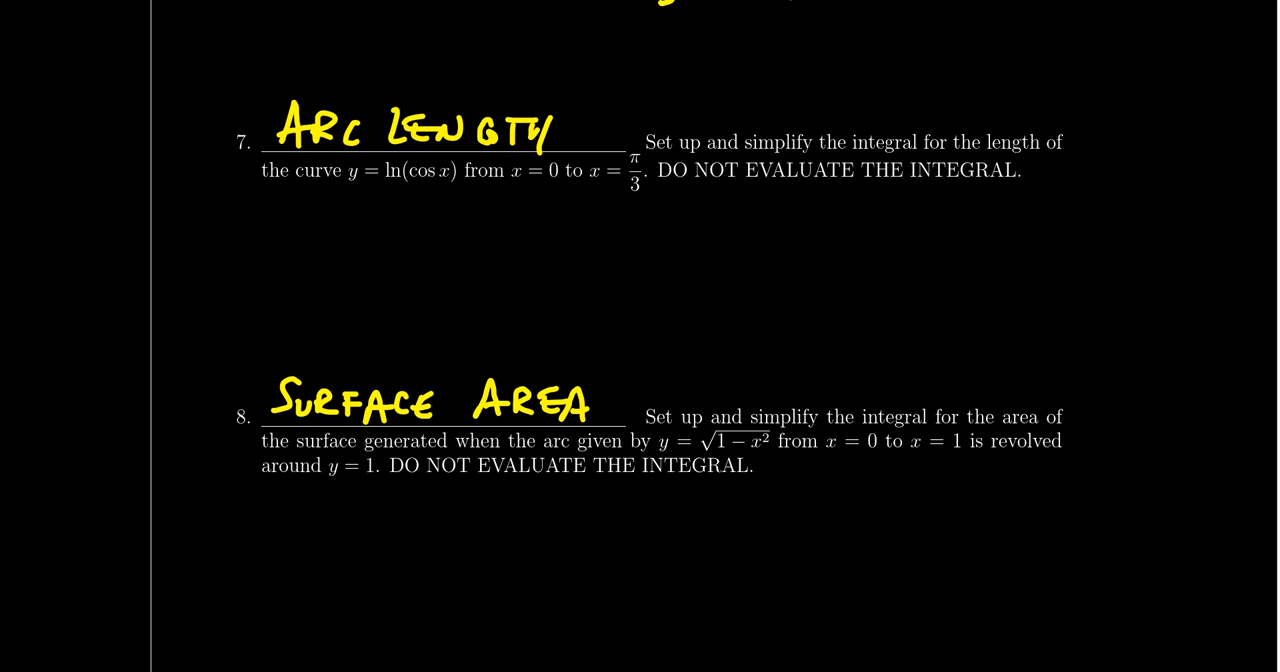 7. ARC LENGTH Set up and simplify the integral for the length of
the curve y = ln(cos x) from x = 0 to x = π/3. DO NOT EVALUATE THE INTEGRAL.
8. SURFACE AREA Set up and simplify the integral for the area of
the surface generated when the arc given by y = √(1 − x²) from x = 0 to x = 1 is revolved
around y = 1. DO NOT EVALUATE THE INTEGRAL.